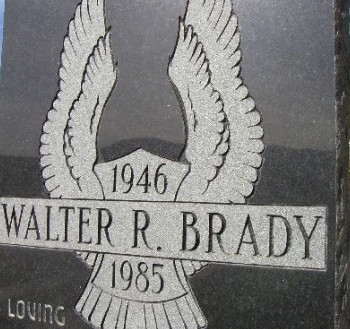 1946
WALTER R. BRADY
1985
LOVING